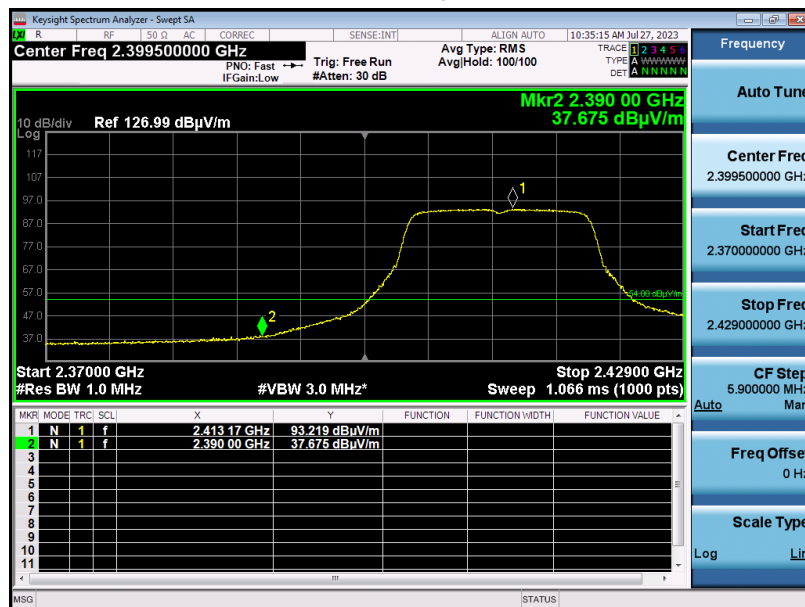 Keysight Spectrum Analyzer - Swept SA
LXI R RF 50 Ω AC CORREC SENSE:INT ALIGN AUTO 10:35:15 AM Jul 27, 2023
Center Freq 2.399500000 GHz
PNO: Fast
IFGain:Low
Trig: Free Run
#Atten: 30 dB
Avg Type: RMS
Avg|Hold: 100/100
TRACE 1 2 3 4 5 6
TYPE A WWWWW
DET A N N N N N
Mkr2 2.390 00 GHz
37.675 dBµV/m
10 dB/div Ref 126.99 dBµV/m
Log
117
107
97.0
87.0
77.0
67.0
57.0
47.0
37.0
1
2
54.00 dBµV/m
Start 2.37000 GHz Stop 2.42900 GHz
#Res BW 1.0 MHz #VBW 3.0 MHz* Sweep 1.066 ms (1000 pts)
MKR MODE TRC SCL X Y FUNCTION FUNCTION WIDTH FUNCTION VALUE
1 N 1 f 2.413 17 GHz 93.219 dBµV/m
2 N 1 f 2.390 00 GHz 37.675 dBµV/m
3
4
5
6
7
8
9
10
11
MSG STATUS
Frequency
Auto Tune
Center Freq
2.399500000 GHz
Start Freq
2.370000000 GHz
Stop Freq
2.429000000 GHz
CF Step
5.900000 MHz
Auto Man
Freq Offset
0 Hz
Scale Type
Log Lin